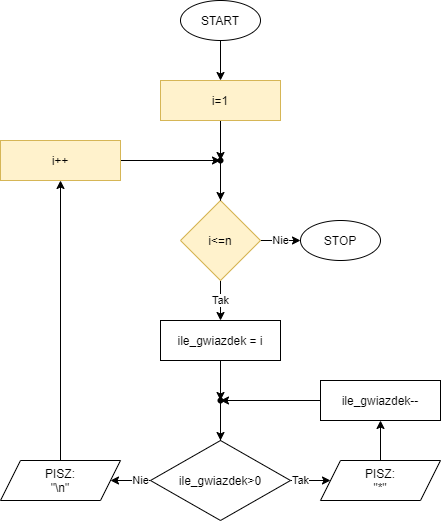 START
i=1
i++
i<=n
Nie
STOP
Tak
ile_gwiazdek = i
ile_gwiazdek--
PISZ:
"\n"
Nie
ile_gwiazdek>0
Tak
PISZ:
"*"